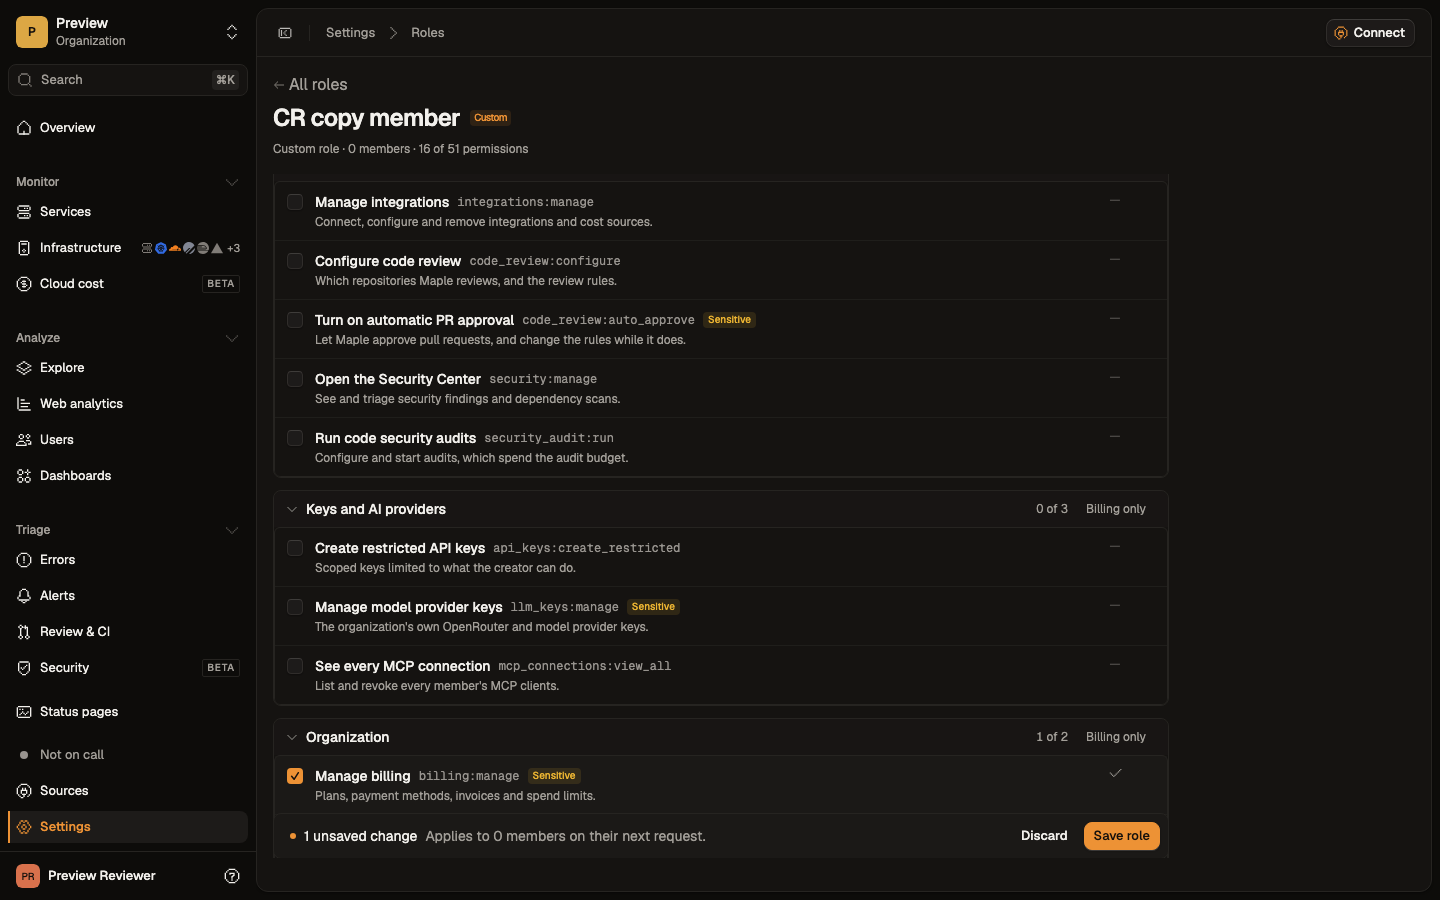 P
Preview
Organization
Search
⌘K
Overview
Monitor
Services
Infrastructure
+3
Cloud cost
BETA
Analyze
Explore
Web analytics
Users
Dashboards
Triage
Errors
Alerts
Review & CI
Security
BETA
Status pages
Not on call
Sources
Settings
PR
Preview Reviewer
Settings
Roles
Connect
← All roles
CR copy member Custom
Custom role · 0 members · 16 of 51 permissions
Manage integrations integrations:manage
Connect, configure and remove integrations and cost sources.
Configure code review code_review:configure
Which repositories Maple reviews, and the review rules.
Turn on automatic PR approval code_review:auto_approve Sensitive
Let Maple approve pull requests, and change the rules while it does.
Open the Security Center security:manage
See and triage security findings and dependency scans.
Run code security audits security_audit:run
Configure and start audits, which spend the audit budget.
Keys and AI providers 0 of 3 Billing only
Create restricted API keys api_keys:create_restricted
Scoped keys limited to what the creator can do.
Manage model provider keys llm_keys:manage Sensitive
The organization's own OpenRouter and model provider keys.
See every MCP connection mcp_connections:view_all
List and revoke every member's MCP clients.
Organization 1 of 2 Billing only
Manage billing billing:manage Sensitive
Plans, payment methods, invoices and spend limits.
1 unsaved change Applies to 0 members on their next request.
Discard
Save role